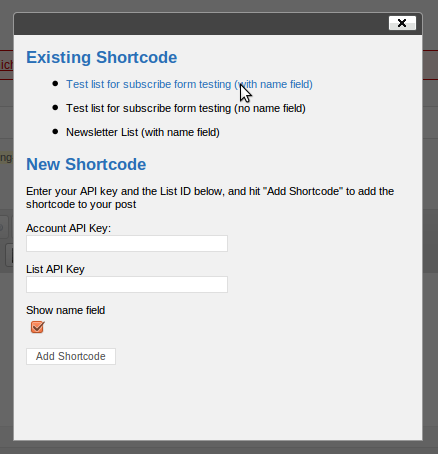 Existing Shortcode
Test list for subscribe form testing (with name field)
Test list for subscribe form testing (no name field)
Newsletter List (with name field)
New Shortcode
Enter your API key and the List ID below, and hit "Add Shortcode" to add the
shortcode to your post
Account API Key:
List API Key
Show name field
Add Shortcode